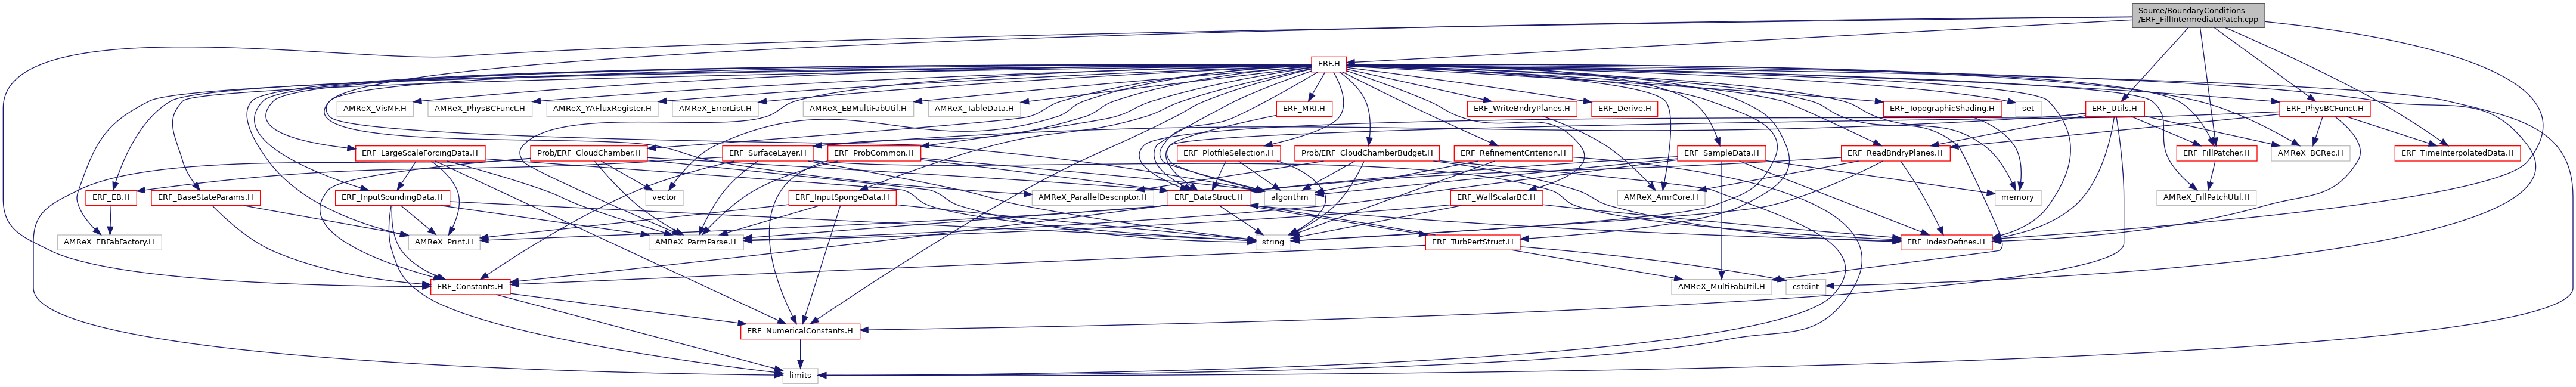 Source/BoundaryConditions
/ERF_FillIntermediatePatch.cpp
ERF.H
AMReX_VisMF.H
AMReX_PhysBCFunct.H
AMReX_YAFluxRegister.H
AMReX_ErrorList.H
AMReX_EBMultiFabUtil.H
AMReX_TableData.H
ERF_MRI.H
ERF_WriteBndryPlanes.H
ERF_Derive.H
ERF_TopographicShading.H
set
ERF_Utils.H
ERF_PhysBCFunct.H
ERF_LargeScaleForcingData.H
Prob/ERF_CloudChamber.H
ERF_SurfaceLayer.H
ERF_ProbCommon.H
ERF_PlotfileSelection.H
Prob/ERF_CloudChamberBudget.H
ERF_RefinementCriterion.H
ERF_SampleData.H
ERF_ReadBndryPlanes.H
ERF_FillPatcher.H
AMReX_BCRec.H
ERF_TimeInterpolatedData.H
ERF_EB.H
ERF_BaseStateParams.H
ERF_InputSoundingData.H
vector
ERF_InputSpongeData.H
AMReX_ParallelDescriptor.H
ERF_DataStruct.H
algorithm
ERF_WallScalarBC.H
AMReX_AmrCore.H
memory
AMReX_FillPatchUtil.H
AMReX_EBFabFactory.H
AMReX_Print.H
AMReX_ParmParse.H
string
ERF_TurbPertStruct.H
ERF_IndexDefines.H
ERF_Constants.H
AMReX_MultiFabUtil.H
cstdint
ERF_NumericalConstants.H
limits